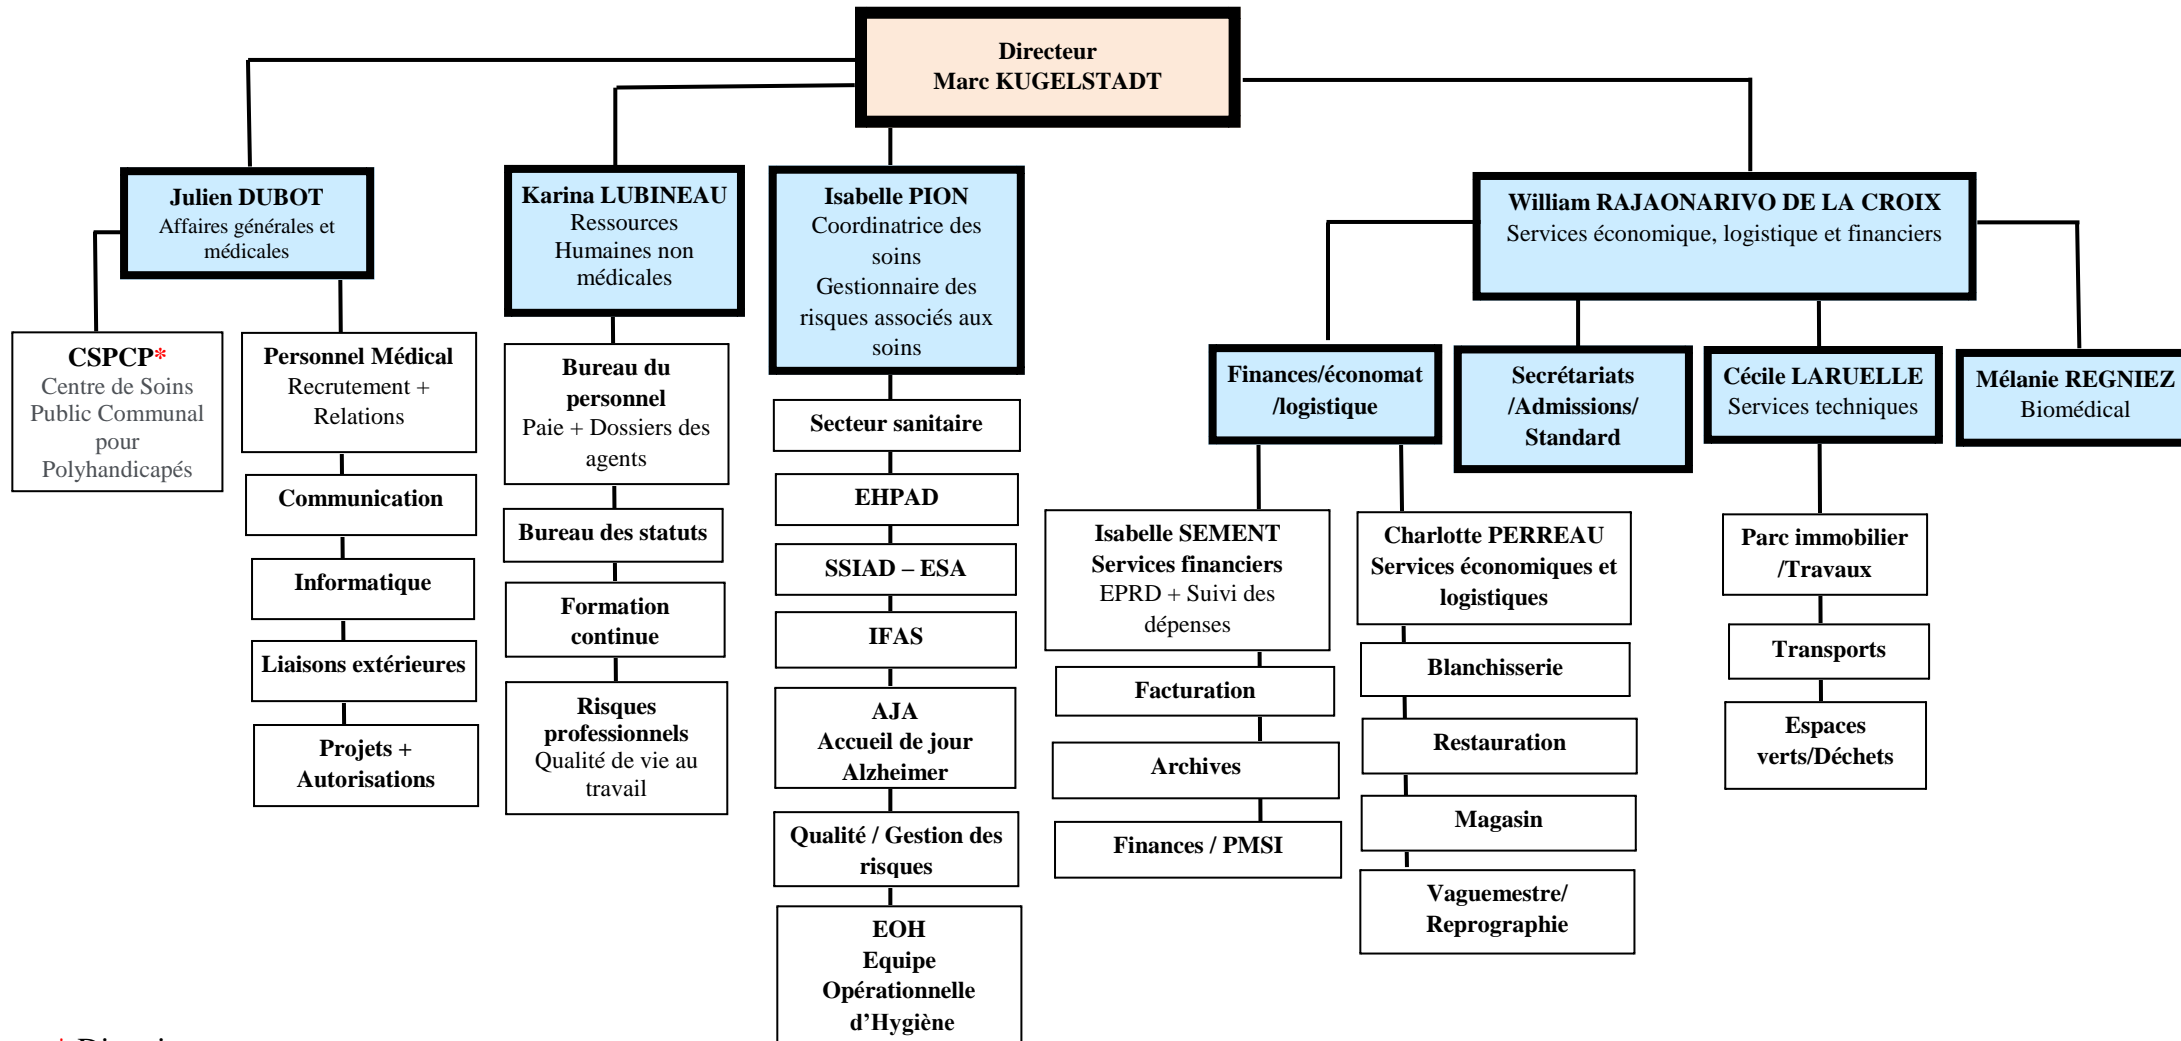 Directeur
Marc KUGELSTADT
Julien DUBOT
Affaires générales et
médicales
CSPCP*
Centre de Soins
Public Communal
pour
Polyhandicapés
Personnel Médical
Recrutement +
Relations
Communication
Informatique
Liaisons extérieures
Projets +
Autorisations
Karina LUBINEAU
Ressources
Humaines non
médicales
Bureau du
personnel
Paie + Dossiers des
agents
Bureau des statuts
Formation
continue
Risques
professionnels
Qualité de vie au
travail
Isabelle PION
Coordinatrice des
soins
Gestionnaire des
risques associés aux
soins
Secteur sanitaire
EHPAD
SSIAD – ESA
IFAS
AJA
Accueil de jour
Alzheimer
Qualité / Gestion des
risques
EOH
Equipe
Opérationnelle
d’Hygiène
William RAJAONARIVO DE LA CROIX
Services économique, logistique et financiers
Finances/économat
/logistique
Isabelle SEMENT
Services financiers
EPRD + Suivi des
dépenses
Facturation
Archives
Finances / PMSI
Charlotte PERREAU
Services économiques et
logistiques
Blanchisserie
Restauration
Magasin
Vaguemestre/
Reprographie
Secrétariats
/Admissions/
Standard
Cécile LARUELLE
Services techniques
Parc immobilier
/Travaux
Transports
Espaces
verts/Déchets
Mélanie REGNIEZ
Biomédical